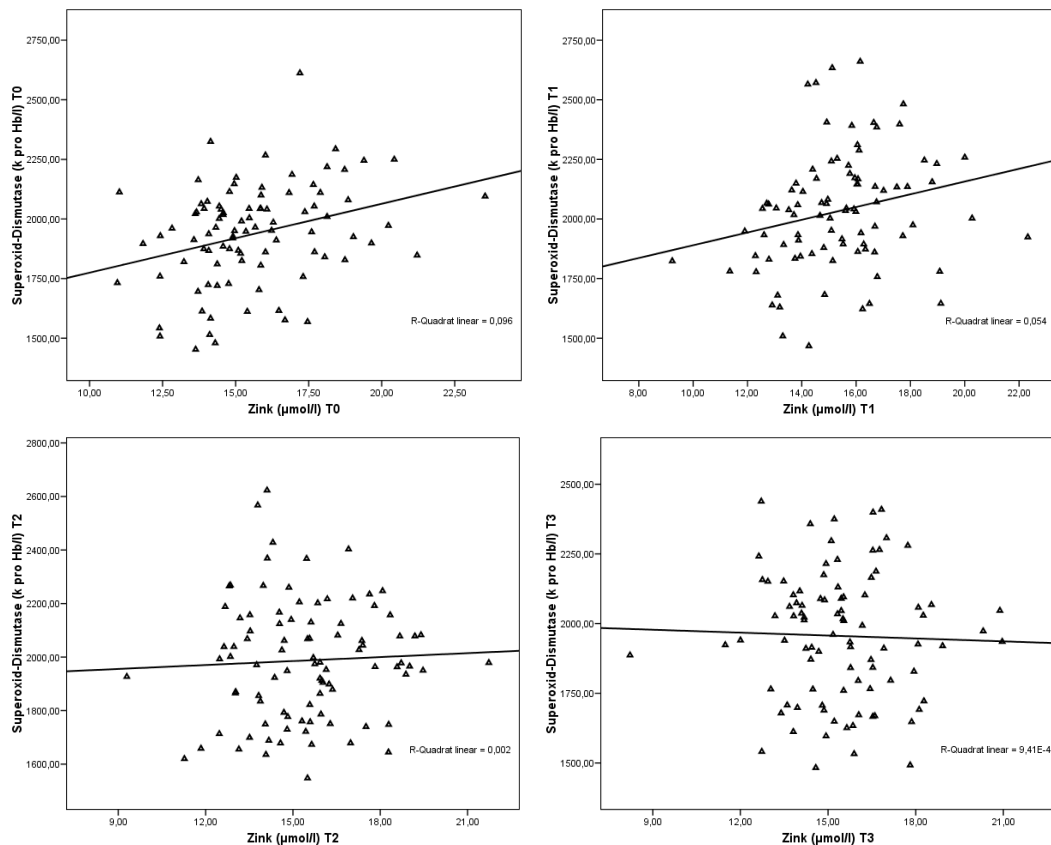 Superoxid-Dismutase (k pro Hb/l) T0
2750,00
2500,00
2250,00
2000,00
1750,00
1500,00
R-Quadrat linear = 0,096
10,00 12,50 15,00 17,50 20,00 22,50
Zink (µmol/l) T0
Superoxid-Dismutase (k pro Hb/l) T1
2750,00
2500,00
2250,00
2000,00
1750,00
1500,00
R-Quadrat linear = 0,054
8,00 10,00 12,00 14,00 16,00 18,00 20,00 22,00
Zink (µmol/l) T1
Superoxid-Dismutase (k pro Hb/l) T2
2800,00
2600,00
2400,00
2200,00
2000,00
1800,00
1600,00
R-Quadrat linear = 0,002
9,00 12,00 15,00 18,00 21,00
Zink (µmol/l) T2
Superoxid-Dismutase (k pro Hb/l) T3
2500,00
2250,00
2000,00
1750,00
1500,00
R-Quadrat linear = 9,41E-4
9,00 12,00 15,00 18,00 21,00
Zink (µmol/l) T3